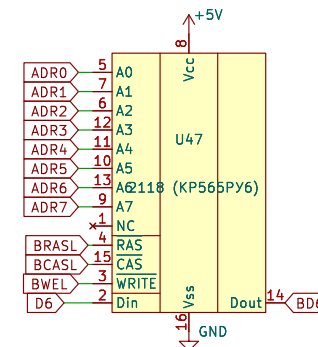 +5V
8
Vcc
ADR0 5 A0
ADR1 7 A1
ADR2 6 A2
ADR3 12 A3
ADR4 11 A4
ADR5 10 A5
ADR6 13 A6
ADR7 9 A7
1 NC
BRASL 4 RAS
BCASL 15 CAS
BWEL 3 WRITE
D6 2 Din
U47
2118 (КР565РУ6)
Dout 14 BD6
Vss
16
GND